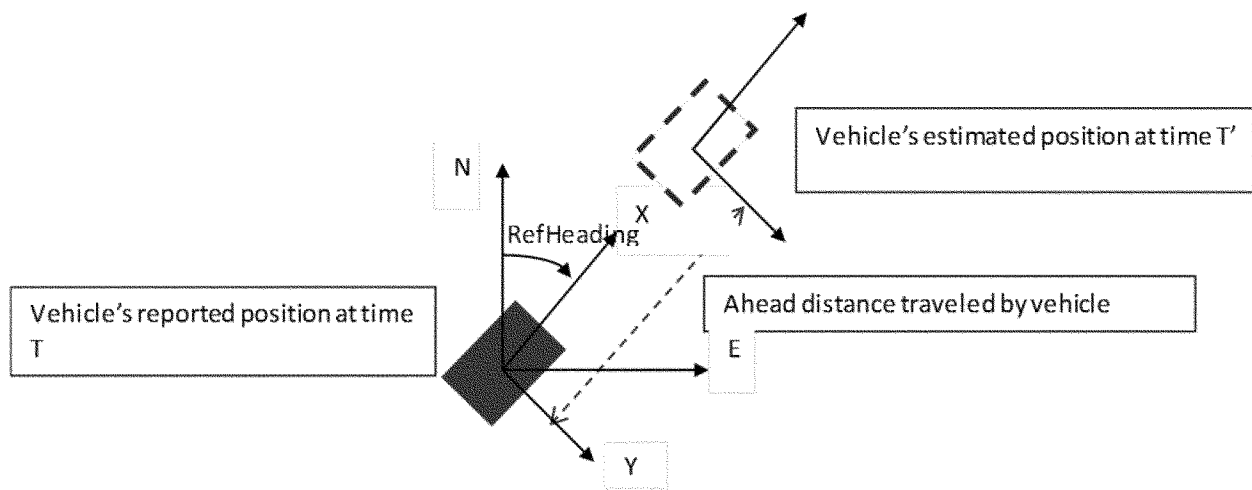 Vehicle's estimated position at time T'
N
X
RefHeading
Vehicle's reported position at time
T
Ahead distance traveled by vehicle
E
Y